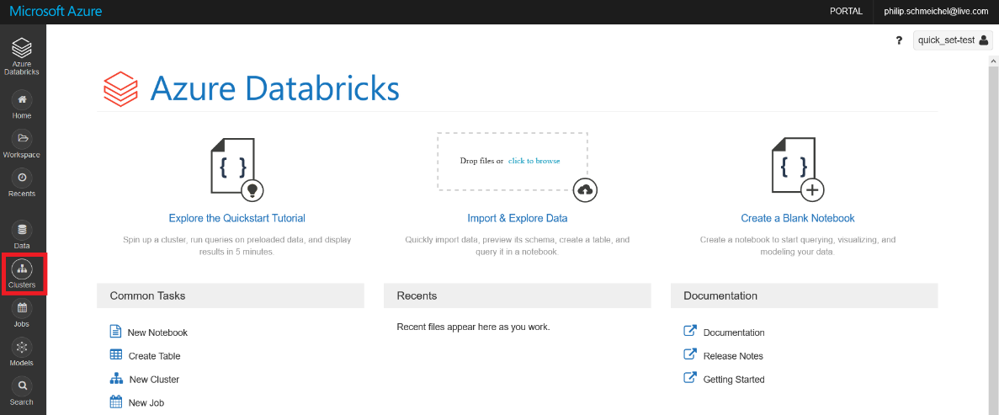 Microsoft Azure
PORTAL
philip.schmeichel@live.com
?
quick_set-test
Azure
Databricks
Home
Workspace
Recents
Data
Clusters
Jobs
Models
Search
Azure Databricks
{ }
Explore the Quickstart Tutorial
Spin up a cluster, run queries on preloaded data, and display
results in 5 minutes.
Drop files or click to browse
Import & Explore Data
Quickly import data, preview its schema, create a table, and
query it in a notebook.
{ }
Create a Blank Notebook
Create a notebook to start querying, visualizing, and
modeling your data.
Common Tasks
New Notebook
Create Table
New Cluster
New Job
Recents
Recent files appear here as you work.
Documentation
Documentation
Release Notes
Getting Started